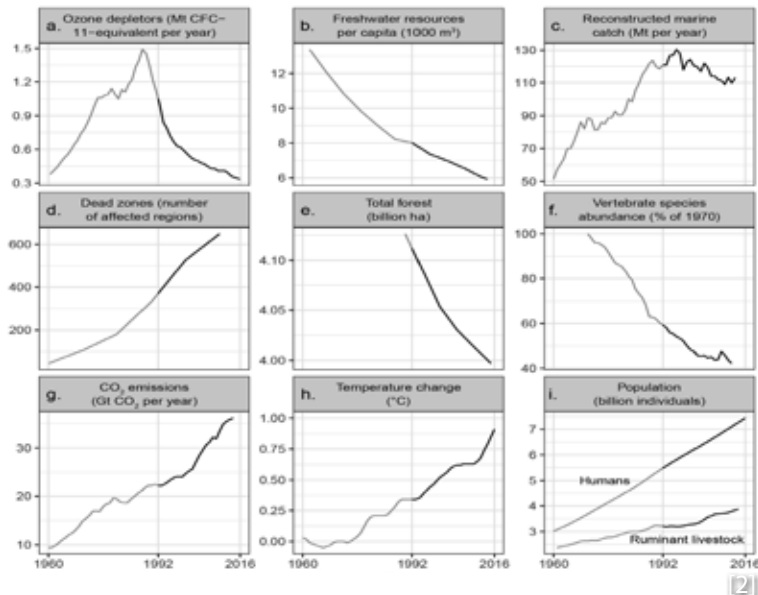 a. Ozone depletors (Mt CFC−
11−equivalent per year)
1.5
1.2
0.9
0.6
0.3
b. Freshwater resources
per capita (1000 m³)
12
10
8
6
c. Reconstructed marine
catch (Mt per year)
130
110
90
70
50
d. Dead zones (number
of affected regions)
600
400
200
e. Total forest
(billion ha)
4.10
4.05
4.00
f. Vertebrate species
abundance (% of 1970)
100
80
60
40
g. CO₂ emissions
(Gt CO₂ per year)
30
20
10
1960 1992 2016
h. Temperature change
(°C)
1.00
0.75
0.50
0.25
0.00
1960 1992 2016
i. Population
(billion individuals)
7
6
5
4
3
Humans
Ruminant livestock
1960 1992 2016
[2]